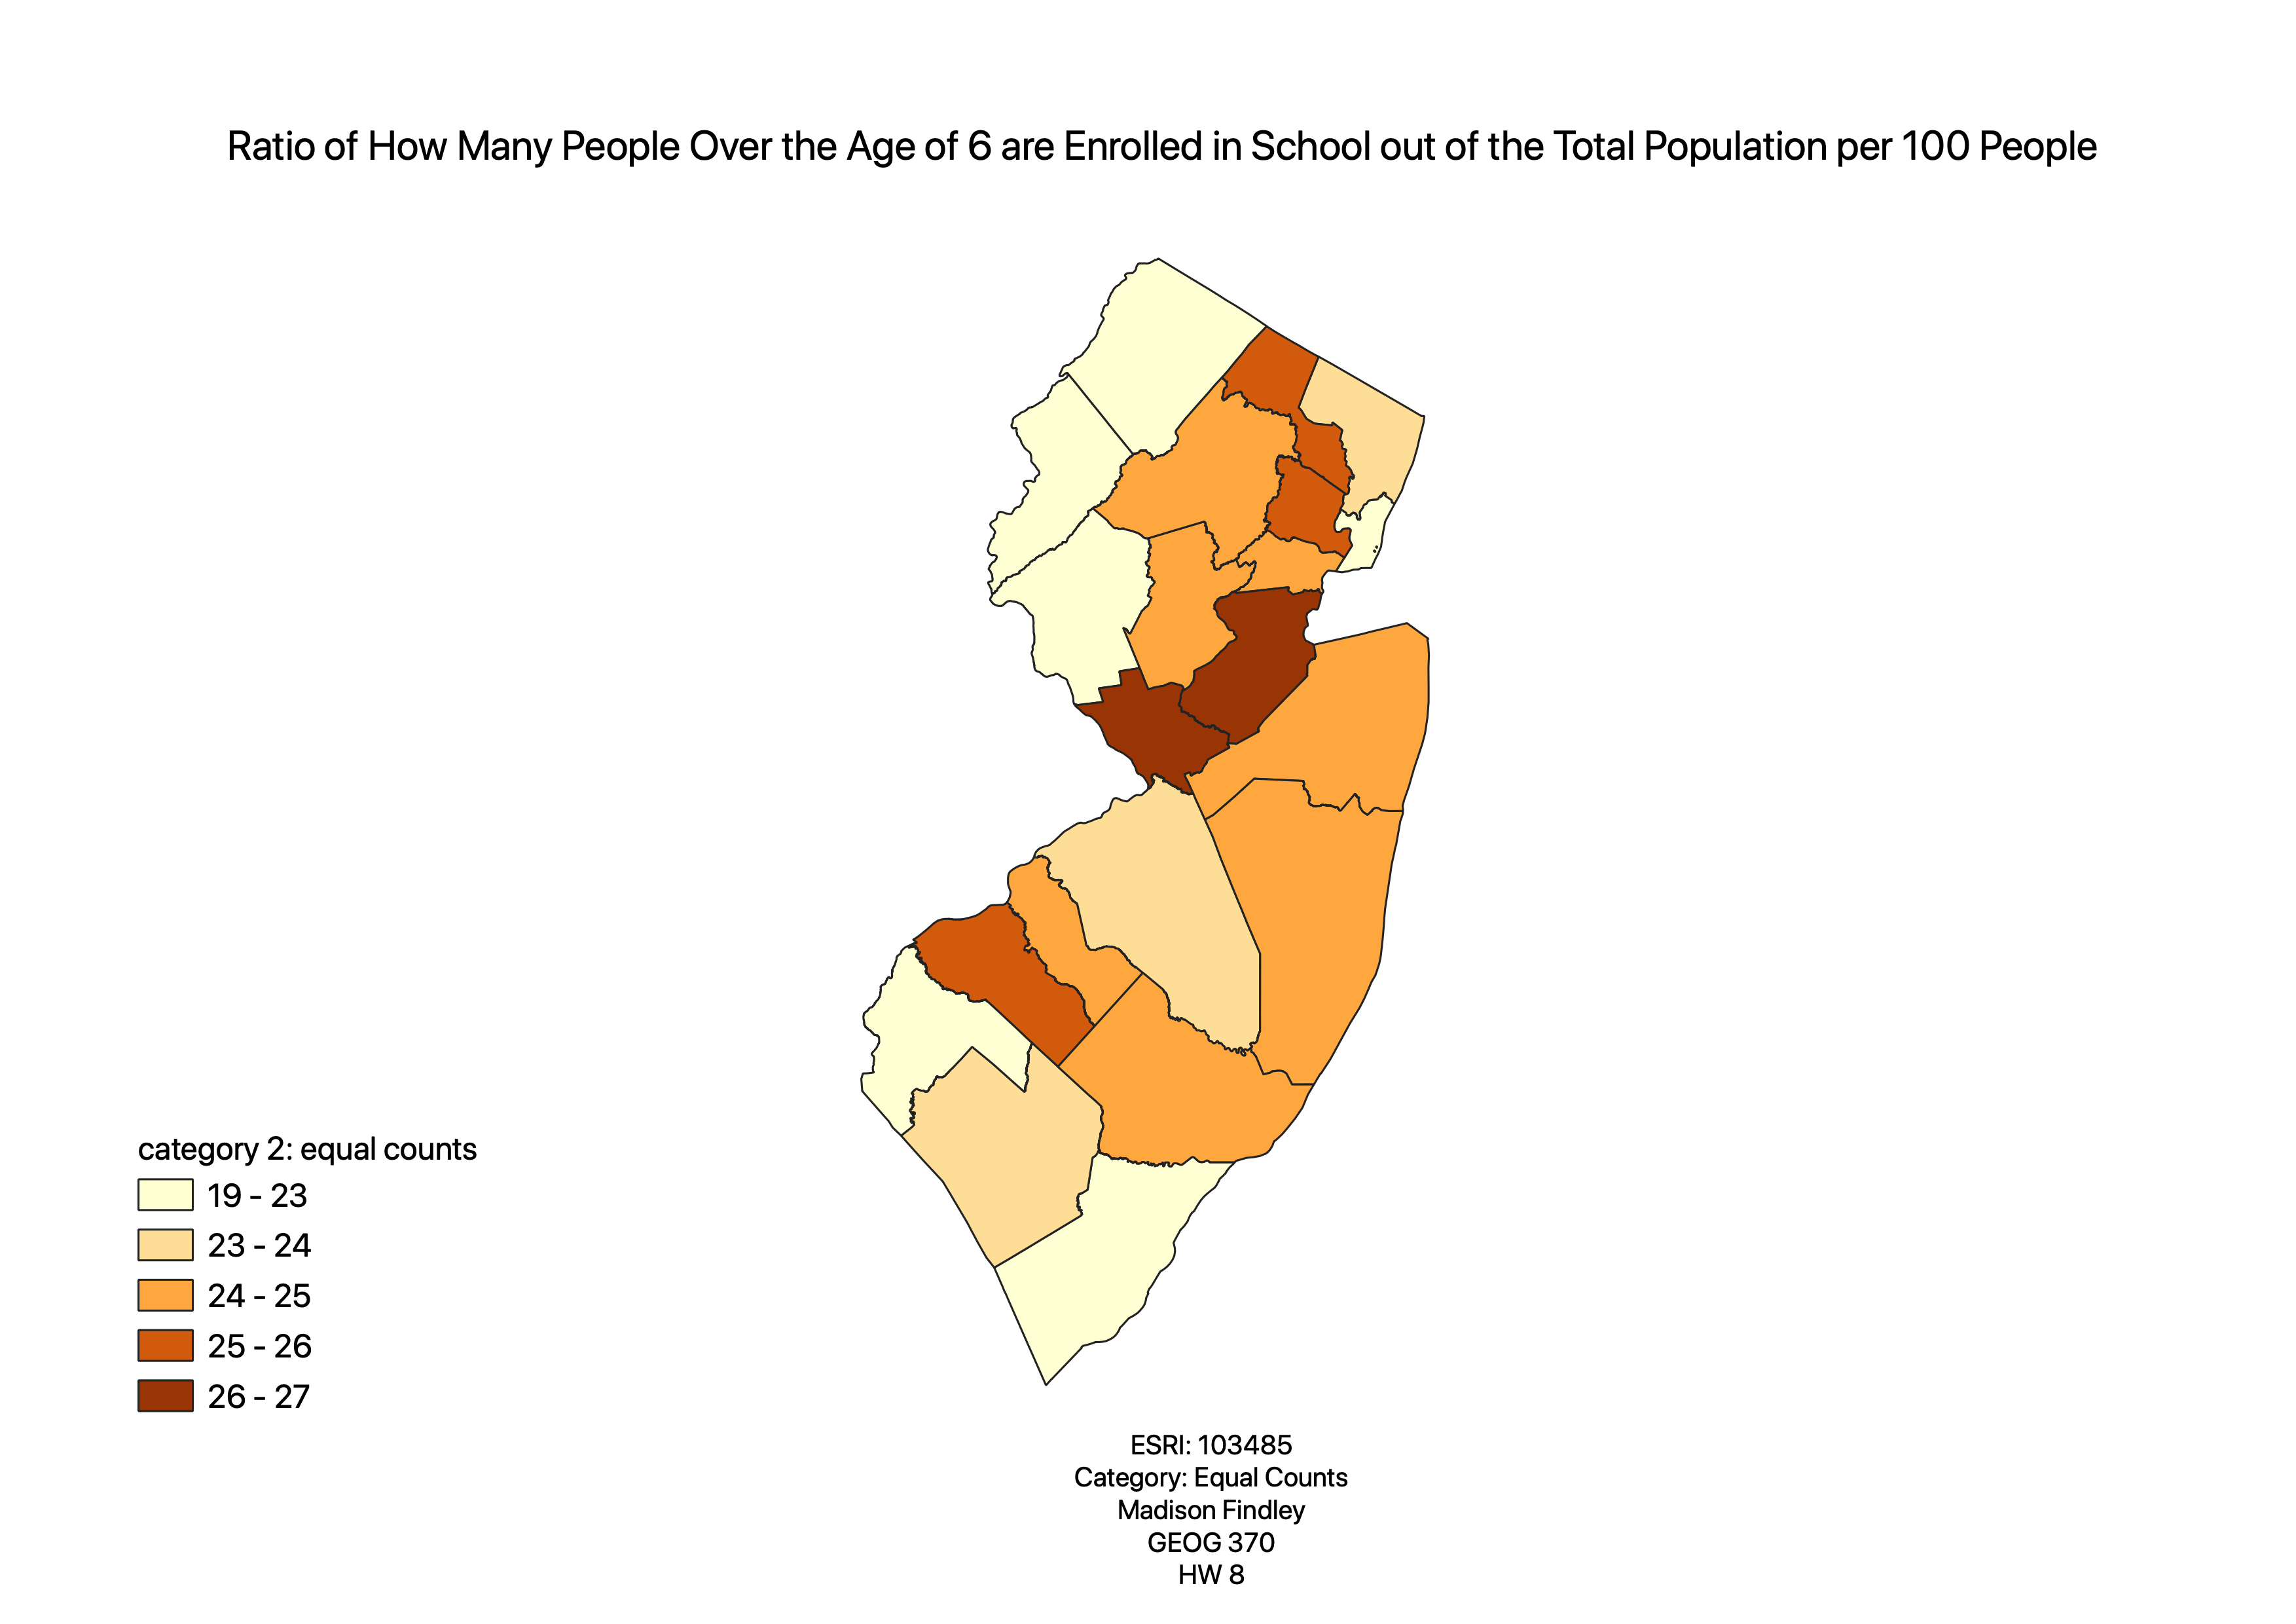 Ratio of How Many People Over the Age of 6 are Enrolled in School out of the Total Population per 100 People
category 2: equal counts
19 - 23
23 - 24
24 - 25
25 - 26
26 - 27
ESRI: 103485
Category: Equal Counts
Madison Findley
GEOG 370
HW 8